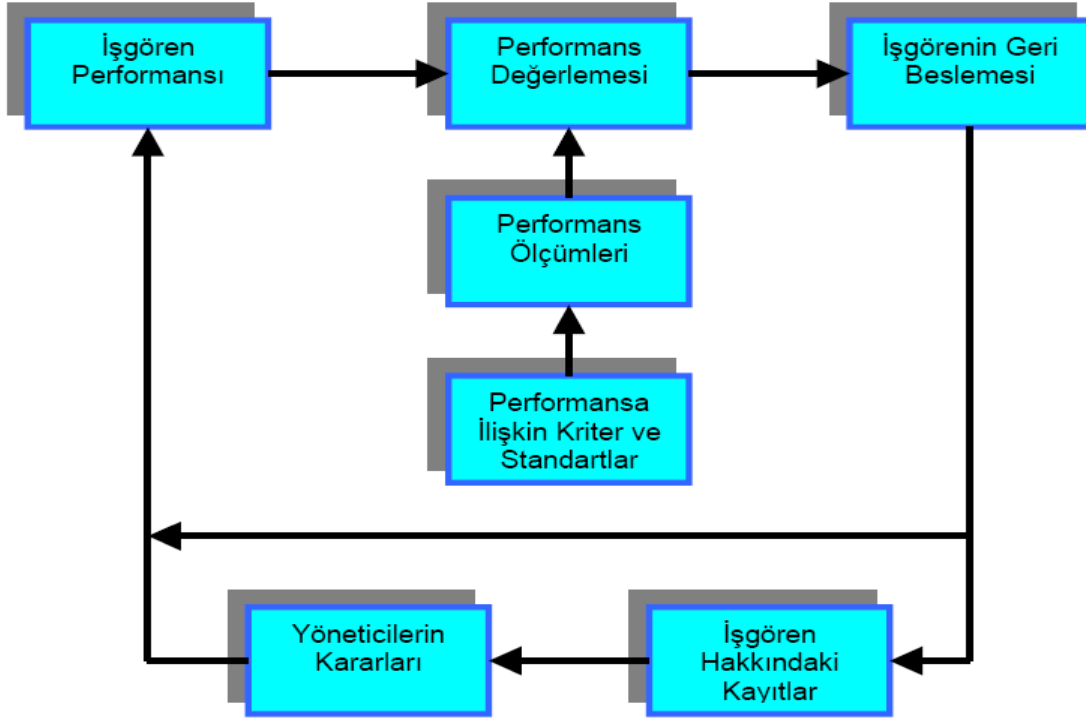 İşgören
Performansı
Performans
Değerlemesi
İşgörenin Geri
Beslemesi
Performans
Ölçümleri
Performansa
İlişkin Kriter ve
Standartlar
Yöneticilerin
Kararları
İşgören
Hakkındaki
Kayıtlar